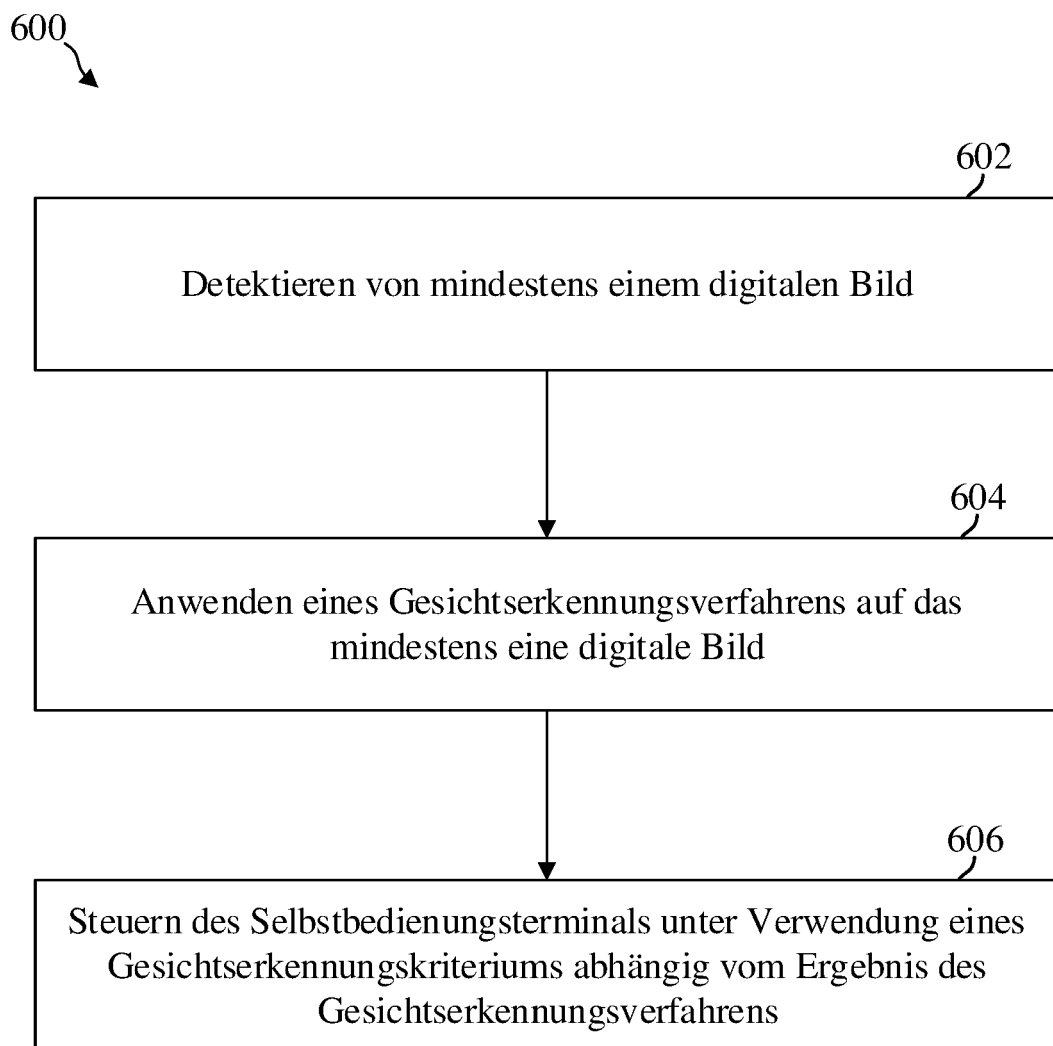 600
602
Detektieren von mindestens einem digitalen Bild
604
Anwenden eines Gesichtserkennungsverfahrens auf das
mindestens eine digitale Bild
606
Steuern des Selbstbedienungsterminals unter Verwendung eines
Gesichtserkennungskriteriums abhängig vom Ergebnis des
Gesichtserkennungsverfahrens